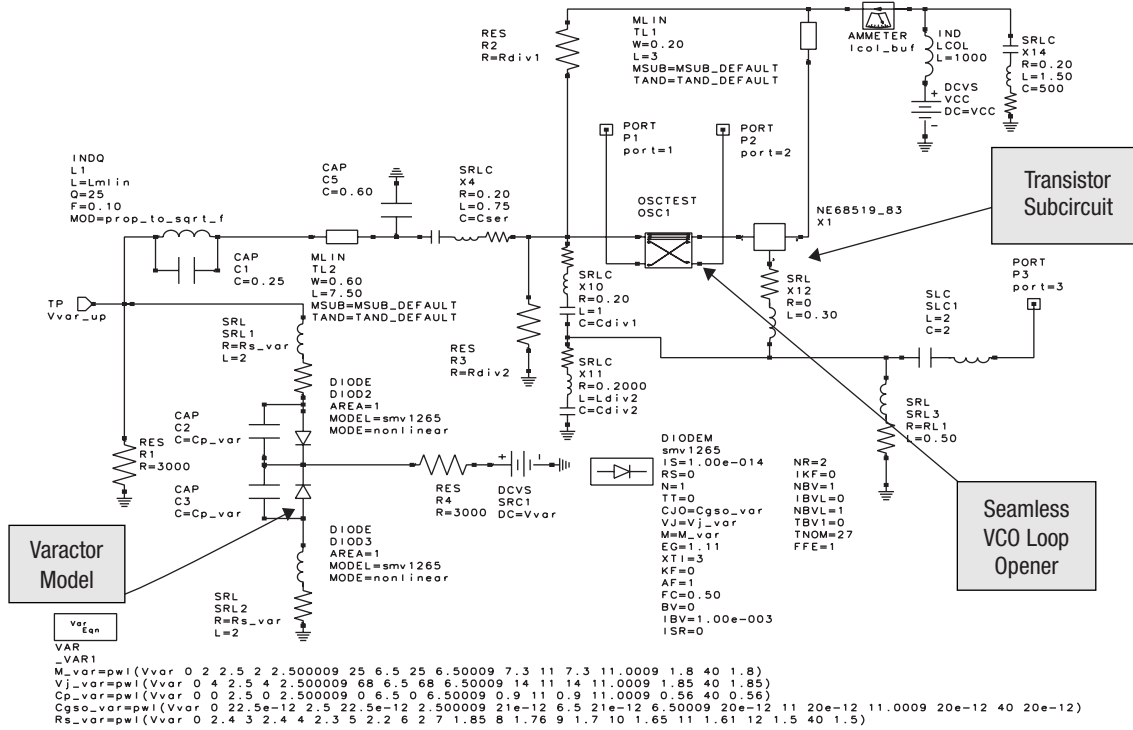 RES
R2
R=Rdiv1
MLIN
TL1
W=0.20
L=3
MSUB=MSUB_DEFAULT
TAND=TAND_DEFAULT
AMMETER
Icol_buf
IND
LCOL
L=1000
SRLC
X14
R=0.20
L=1.50
C=500
+
DCVS
VCC
DC=VCC
-
PORT
P1
port=1
PORT
P2
port=2
INDQ
L1
L=Lmlin
Q=25
F=0.10
MOD=prop_to_sqrt_f
CAP
C5
C=0.60
SRLC
X4
R=0.20
L=0.75
C=Cser
OSCTEST
OSC1
NE68519_83
X1
Transistor
Subcircuit
CAP
C1
C=0.25
MLIN
TL2
W=0.60
L=7.50
MSUB=MSUB_DEFAULT
TAND=TAND_DEFAULT
TP
Vvar_up
SRLC
X10
R=0.20
L=1
C=Cdiv1
SRL
X12
R=0
L=0.30
PORT
P3
port=3
SLC
SLC1
L=2
C=2
SRL
SRL1
R=Rs_var
L=2
RES
R3
R=Rdiv2
SRLC
X11
R=0.2000
L=Ldiv2
C=Cdiv2
SRL
SRL3
R=RL1
L=0.50
DIODE
DIOD2
AREA=1
MODEL=smv1265
MODE=nonlinear
CAP
C2
C=Cp_var
RES
R1
R=3000
CAP
C3
C=Cp_var
RES
R4
R=3000
+ -
DCVS
SRC1
DC=Vvar
DIODE
DIOD3
AREA=1
MODEL=smv1265
MODE=nonlinear
SRL
SRL2
R=Rs_var
L=2
Varactor
Model
DIODEM
smv1265
IS=1.00e-014
RS=0
N=1
TT=0
CJO=Cgso_var
VJ=Vj_var
M=M_var
EG=1.11
XTI=3
KF=0
AF=1
FC=0.50
BV=0
IBV=1.00e-003
ISR=0
NR=2
IKF=0
NBV=1
IBVL=0
NBVL=1
TBV1=0
TNOM=27
FFE=1
Seamless
VCO Loop
Opener
Var
Eqn
VAR
_VAR1
M_var=pwl(Vvar 0 2 2.5 2 2.500009 25 6.5 25 6.50009 7.3 11 7.3 11.0009 1.8 40 1.8)
Vj_var=pwl(Vvar 0 4 2.5 4 2.500009 68 6.5 68 6.50009 14 11 14 11.0009 1.85 40 1.85)
Cp_var=pwl(Vvar 0 0 2.5 0 2.500009 0 6.5 0 6.50009 0.9 11 0.9 11.0009 0.56 40 0.56)
Cgso_var=pwl(Vvar 0 22.5e-12 2.5 22.5e-12 2.500009 21e-12 6.5 21e-12 6.50009 20e-12 11 20e-12 11.0009 20e-12 40 20e-12)
Rs_var=pwl(Vvar 0 2.4 3 2.4 4 2.3 5 2.2 6 2 7 1.85 8 1.76 9 1.7 10 1.65 11 1.61 12 1.5 40 1.5)